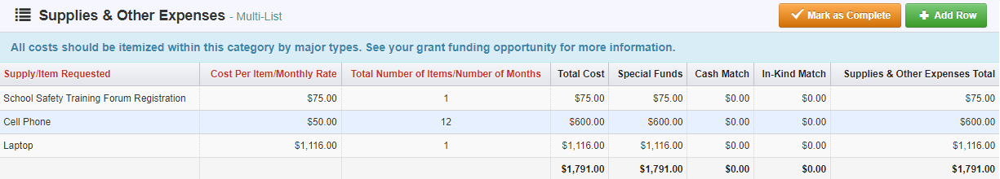 Supplies & Other Expenses - Multi-List Mark as Complete Add Row
All costs should be itemized within this category by major types. See your grant funding opportunity for more information.
Supply/Item Requested Cost Per Item/Monthly Rate Total Number of Items/Number of Months Total Cost Special Funds Cash Match In-Kind Match Supplies & Other Expenses Total
School Safety Training Forum Registration $75.00 1 $75.00 $75.00 $0.00 $0.00 $75.00
Cell Phone $50.00 12 $600.00 $600.00 $0.00 $0.00 $600.00
Laptop $1,116.00 1 $1,116.00 $1,116.00 $0.00 $0.00 $1,116.00
$1,791.00 $1,791.00 $0.00 $0.00 $1,791.00